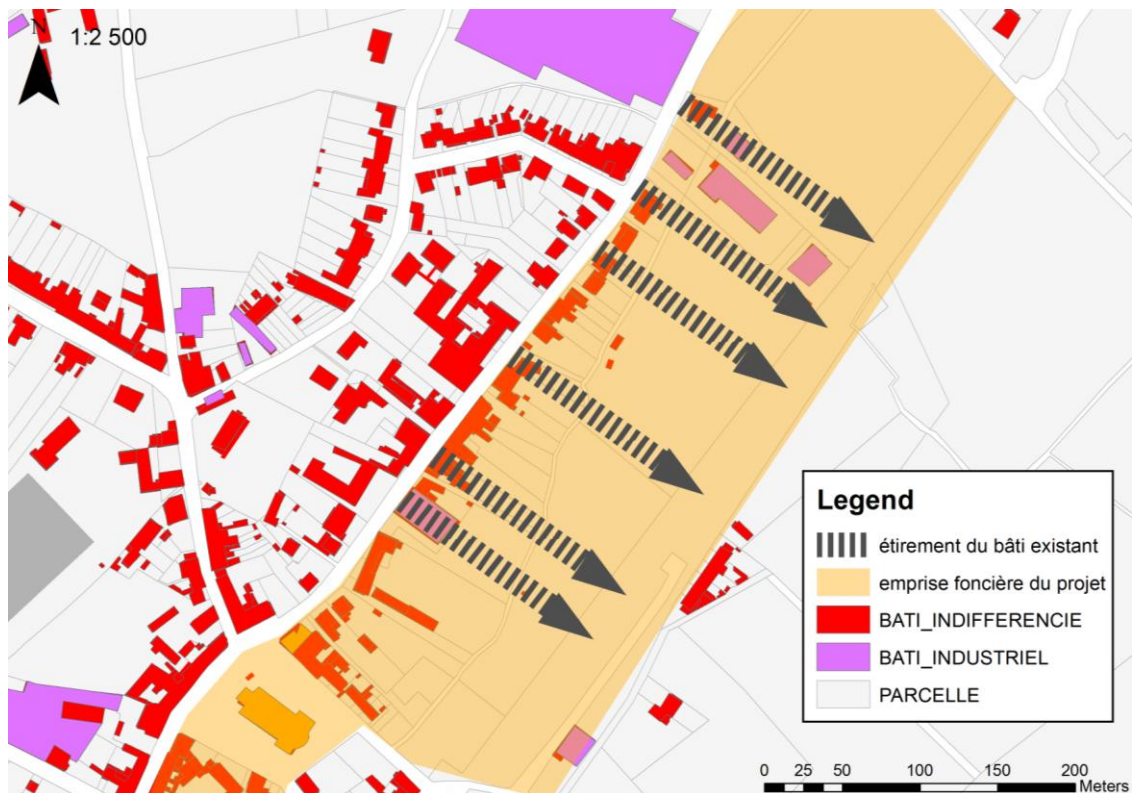 N
1:2 500
Legend
étirement du bâti existant
emprise foncière du projet
BATI_INDIFFERENCIE
BATI_INDUSTRIEL
PARCELLE
0 25 50 100 150 200
Meters